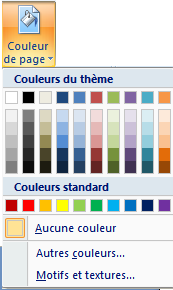 Couleur
de page
Couleurs du thème
Couleurs standard
Aucune couleur
Autres couleurs...
Motifs et textures...